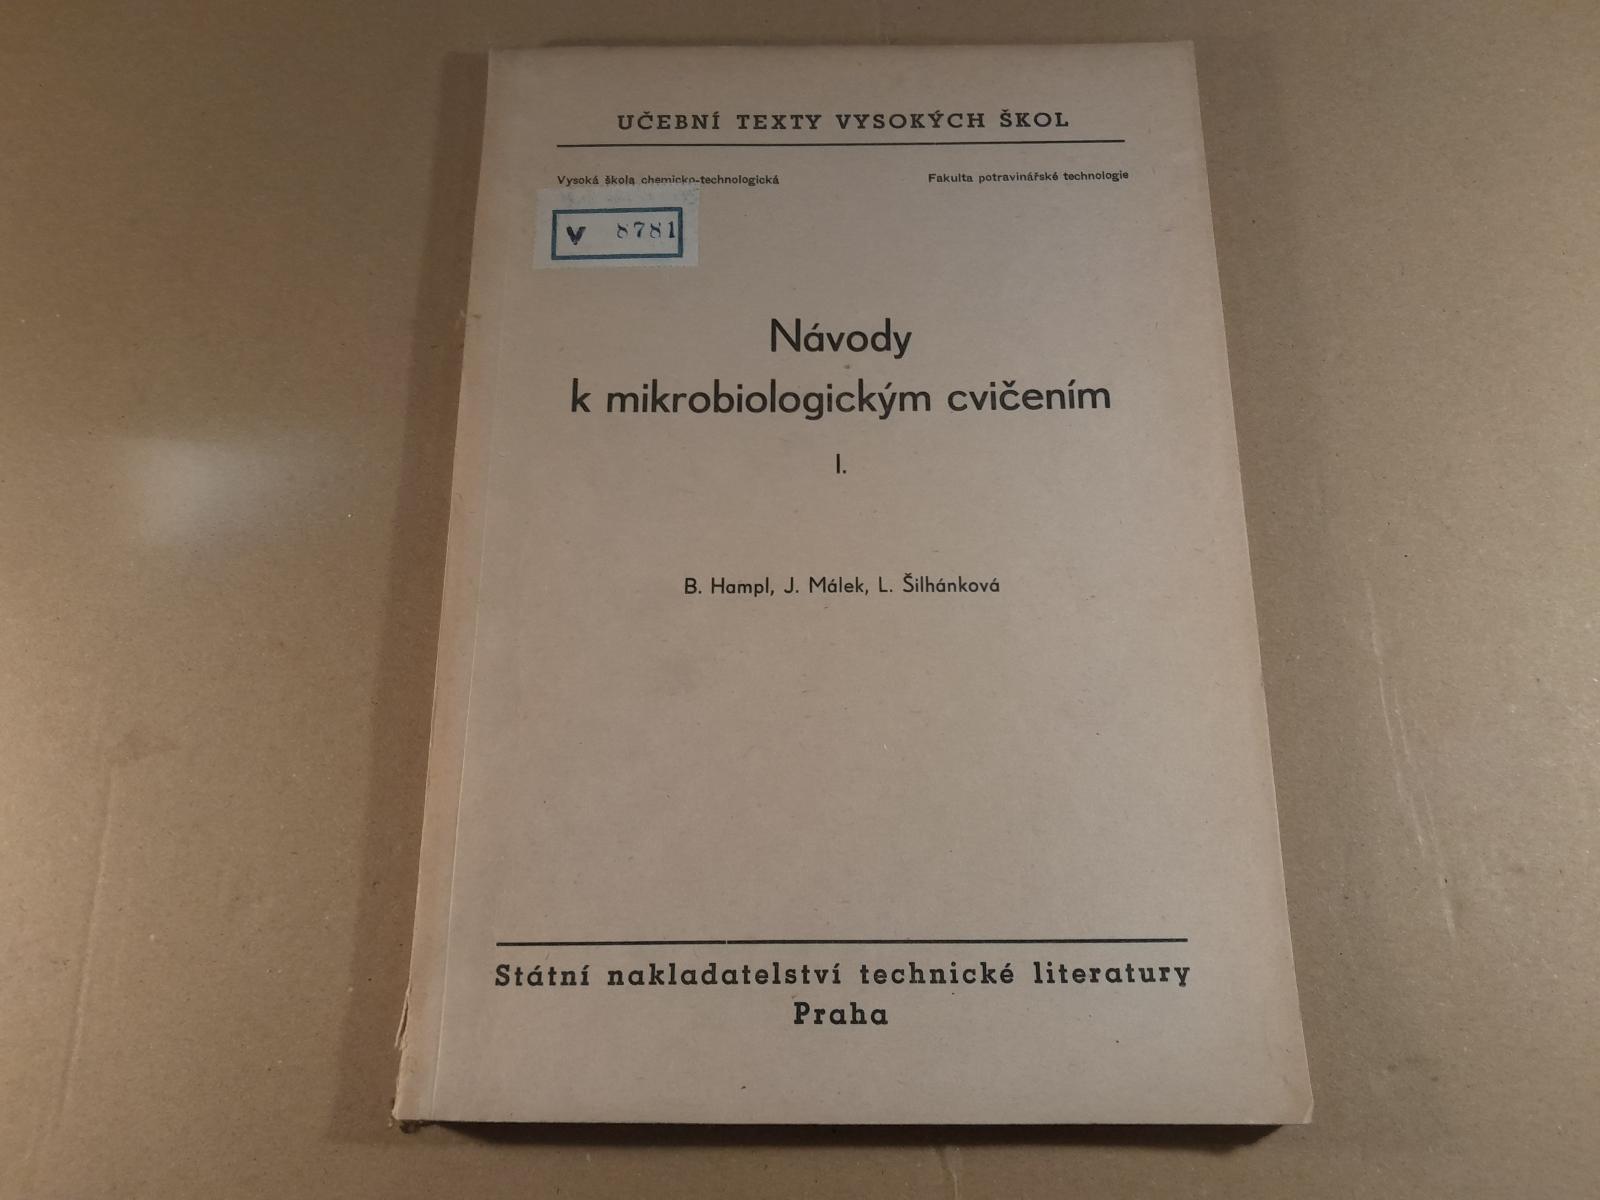 UČEBNÍ TEXTY VYSOKÝCH ŠKOL
Vysoká škola chemicko-technologická
Fakulta potravinářské technologie
V 8781
Návody
k mikrobiologickým cvičením
I.
B. Hampl, J. Málek, L. Šilhánková
Státní nakladatelství technické literatury
Praha